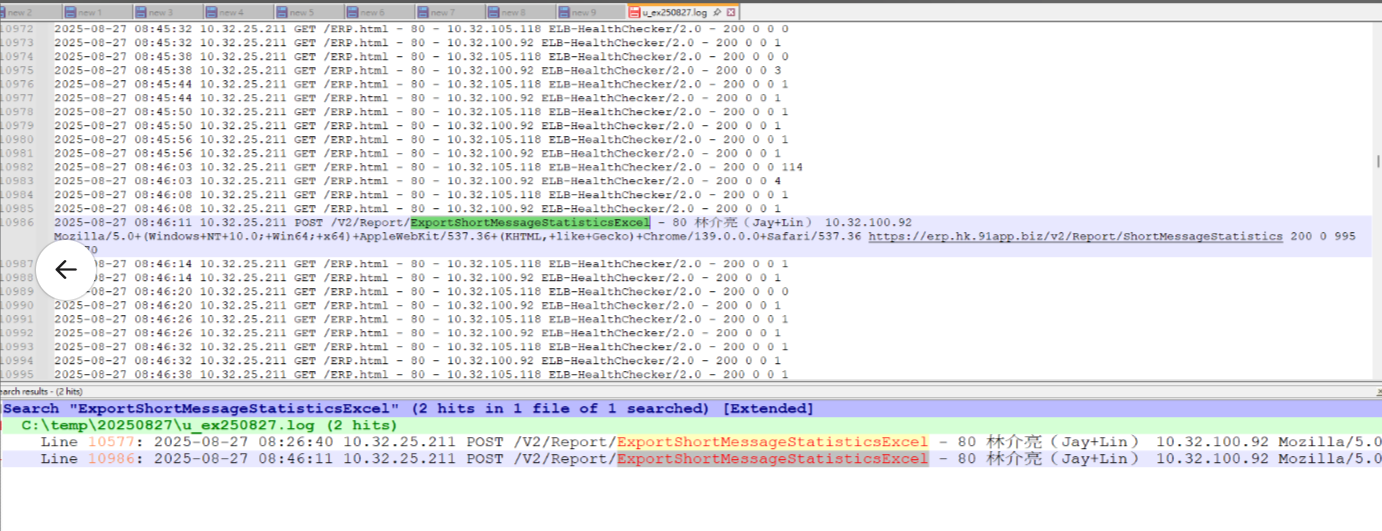 new 2 new 1 new 3 new 4 new 5 new 6 new 7 new 8 new 9 u_ex250827.log
10972 2025-08-27 08:45:32 10.32.25.211 GET /ERP.html - 80 - 10.32.105.118 ELB-HealthChecker/2.0 - 200 0 0 0
10973 2025-08-27 08:45:32 10.32.25.211 GET /ERP.html - 80 - 10.32.100.92 ELB-HealthChecker/2.0 - 200 0 0 1
10974 2025-08-27 08:45:38 10.32.25.211 GET /ERP.html - 80 - 10.32.105.118 ELB-HealthChecker/2.0 - 200 0 0 0
10975 2025-08-27 08:45:38 10.32.25.211 GET /ERP.html - 80 - 10.32.100.92 ELB-HealthChecker/2.0 - 200 0 0 3
10976 2025-08-27 08:45:44 10.32.25.211 GET /ERP.html - 80 - 10.32.105.118 ELB-HealthChecker/2.0 - 200 0 0 1
10977 2025-08-27 08:45:44 10.32.25.211 GET /ERP.html - 80 - 10.32.100.92 ELB-HealthChecker/2.0 - 200 0 0 1
10978 2025-08-27 08:45:50 10.32.25.211 GET /ERP.html - 80 - 10.32.105.118 ELB-HealthChecker/2.0 - 200 0 0 1
10979 2025-08-27 08:45:50 10.32.25.211 GET /ERP.html - 80 - 10.32.100.92 ELB-HealthChecker/2.0 - 200 0 0 1
10980 2025-08-27 08:45:56 10.32.25.211 GET /ERP.html - 80 - 10.32.105.118 ELB-HealthChecker/2.0 - 200 0 0 1
10981 2025-08-27 08:45:56 10.32.25.211 GET /ERP.html - 80 - 10.32.100.92 ELB-HealthChecker/2.0 - 200 0 0 1
10982 2025-08-27 08:46:03 10.32.25.211 GET /ERP.html - 80 - 10.32.105.118 ELB-HealthChecker/2.0 - 200 0 0 114
10983 2025-08-27 08:46:03 10.32.25.211 GET /ERP.html - 80 - 10.32.100.92 ELB-HealthChecker/2.0 - 200 0 0 4
10984 2025-08-27 08:46:08 10.32.25.211 GET /ERP.html - 80 - 10.32.105.118 ELB-HealthChecker/2.0 - 200 0 0 1
10985 2025-08-27 08:46:08 10.32.25.211 GET /ERP.html - 80 - 10.32.100.92 ELB-HealthChecker/2.0 - 200 0 0 1
10986 2025-08-27 08:46:11 10.32.25.211 POST /V2/Report/ExportShortMessageStatisticsExcel - 80 林介亮（Jay+Lin） 10.32.100.92
Mozilla/5.0+(Windows+NT+10.0;+Win64;+x64)+AppleWebKit/537.36+(KHTML,+like+Gecko)+Chrome/139.0.0.0+Safari/537.36 https://erp.hk.91app.biz/v2/Report/ShortMessageStatistics 200 0 995
10987 2025-08-27 08:46:14 10.32.25.211 GET /ERP.html - 80 - 10.32.105.118 ELB-HealthChecker/2.0 - 200 0 0 1
10988 2025-08-27 08:46:14 10.32.25.211 GET /ERP.html - 80 - 10.32.100.92 ELB-HealthChecker/2.0 - 200 0 0 1
10989 2025-08-27 08:46:20 10.32.25.211 GET /ERP.html - 80 - 10.32.105.118 ELB-HealthChecker/2.0 - 200 0 0 0
10990 2025-08-27 08:46:20 10.32.25.211 GET /ERP.html - 80 - 10.32.100.92 ELB-HealthChecker/2.0 - 200 0 0 1
10991 2025-08-27 08:46:26 10.32.25.211 GET /ERP.html - 80 - 10.32.105.118 ELB-HealthChecker/2.0 - 200 0 0 1
10992 2025-08-27 08:46:26 10.32.25.211 GET /ERP.html - 80 - 10.32.100.92 ELB-HealthChecker/2.0 - 200 0 0 1
10993 2025-08-27 08:46:32 10.32.25.211 GET /ERP.html - 80 - 10.32.105.118 ELB-HealthChecker/2.0 - 200 0 0 1
10994 2025-08-27 08:46:32 10.32.25.211 GET /ERP.html - 80 - 10.32.100.92 ELB-HealthChecker/2.0 - 200 0 0 1
10995 2025-08-27 08:46:38 10.32.25.211 GET /ERP.html - 80 - 10.32.105.118 ELB-HealthChecker/2.0 - 200 0 0 1
earch results - (2 hits)
Search "ExportShortMessageStatisticsExcel" (2 hits in 1 file of 1 searched) [Extended]
C:\temp\20250827\u_ex250827.log (2 hits)
Line 10577: 2025-08-27 08:26:40 10.32.25.211 POST /V2/Report/ExportShortMessageStatisticsExcel - 80 林介亮（Jay+Lin） 10.32.100.92 Mozilla/5.0
Line 10986: 2025-08-27 08:46:11 10.32.25.211 POST /V2/Report/ExportShortMessageStatisticsExcel - 80 林介亮（Jay+Lin） 10.32.100.92 Mozilla/5.0